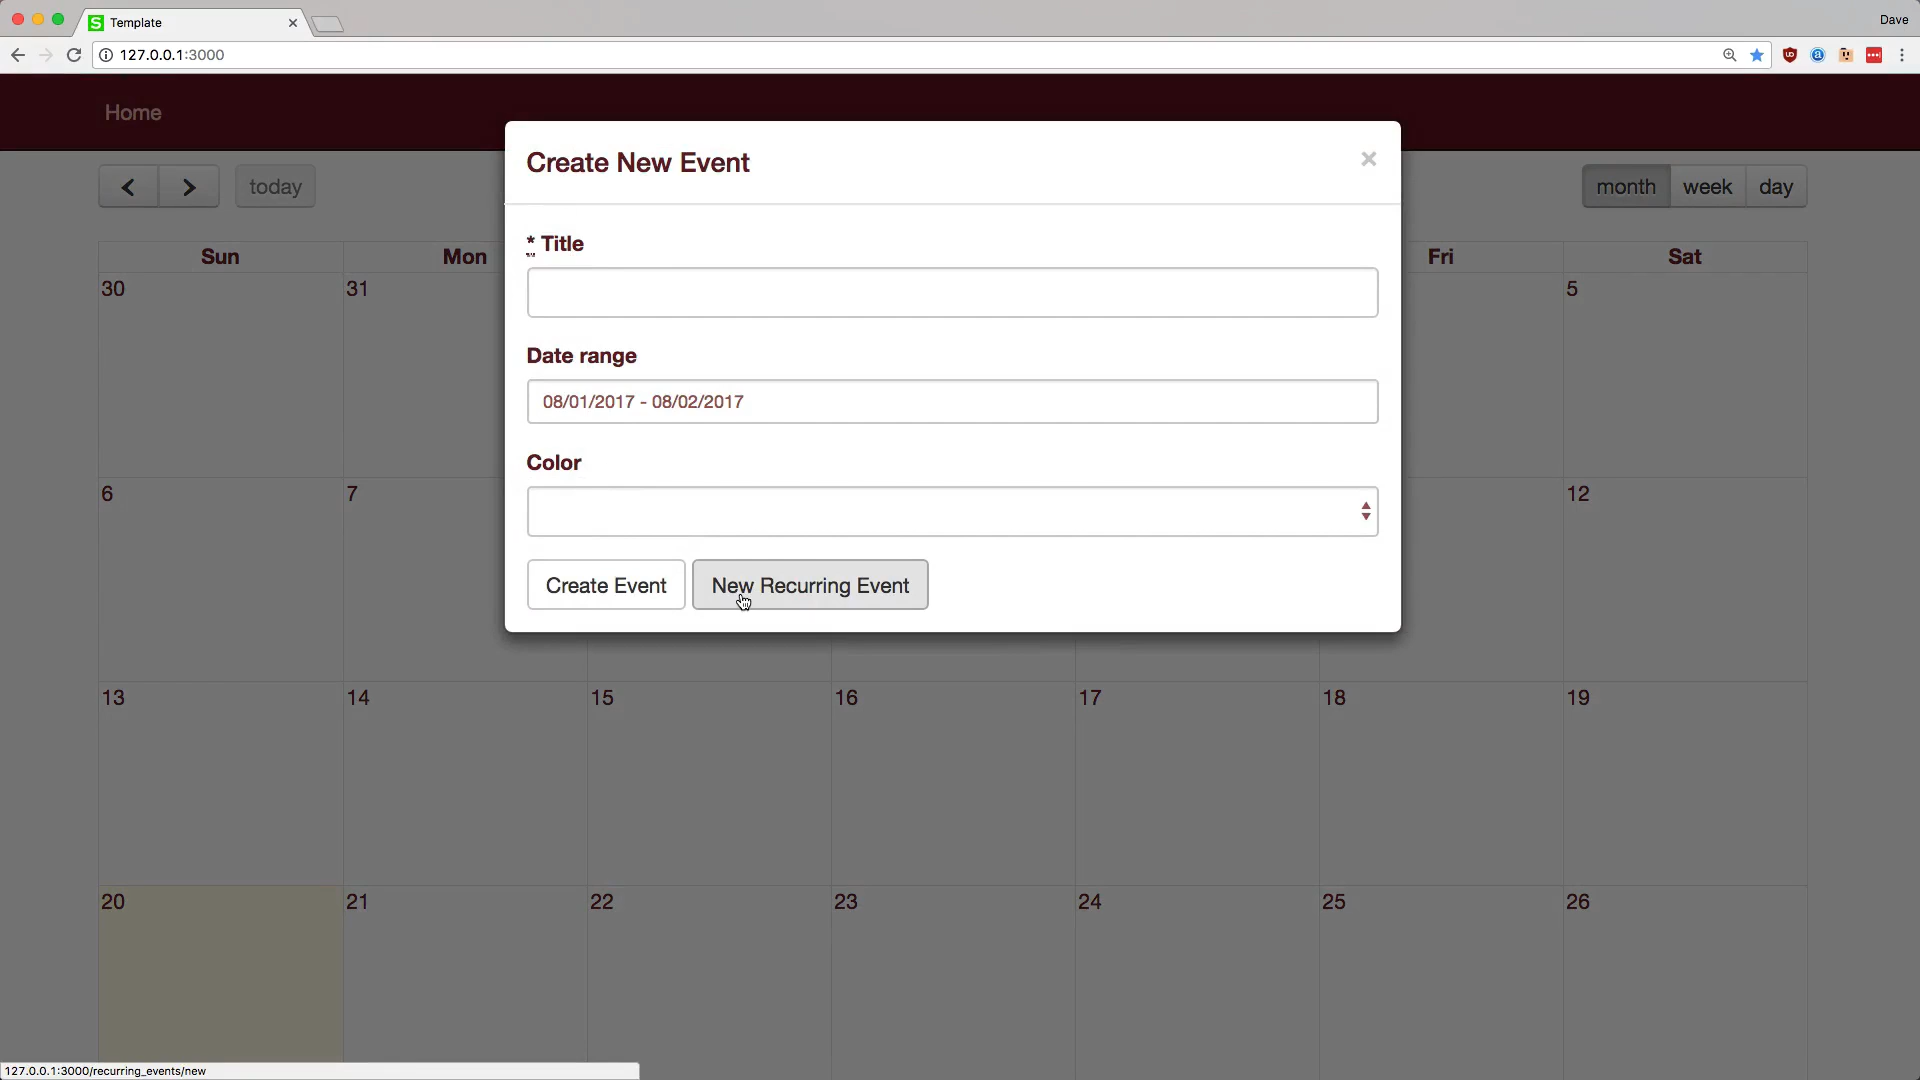 Template
Dave
127.0.0.1:3000
Home
Create New Event
today
month week day
* Title
Sun Mon Fri Sat
30 31 5
Date range
08/01/2017 - 08/02/2017
Color
6 7 12
Create Event New Recurring Event
13 14 15 16 17 18 19
20 21 22 23 24 25 26
127.0.0.1:3000/recurring_events/new